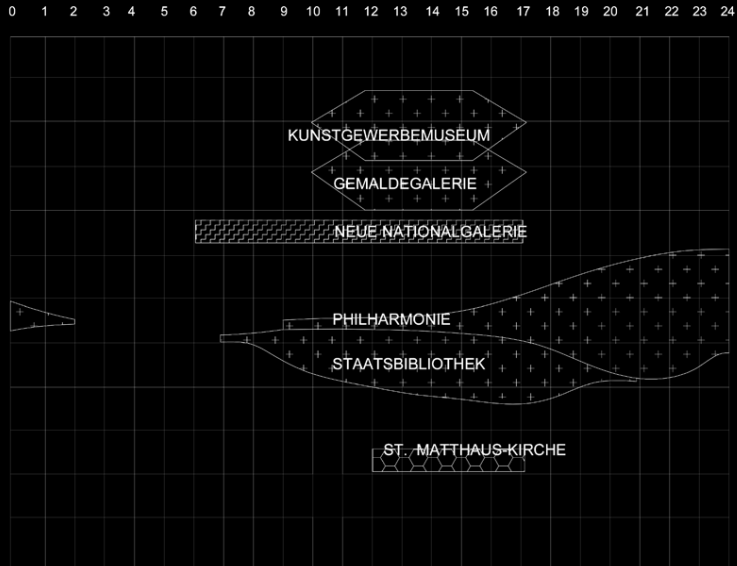 0 1 2 3 4 5 6 7 8 9 10 11 12 13 14 15 16 17 18 19 20 21 22 23 24
KUNSTGEWERBEMUSEUM
GEMALDEGALERIE
NEUE NATIONALGALERIE
PHILHARMONIE
STAATSBIBLIOTHEK
ST. MATTHAUS-KIRCHE